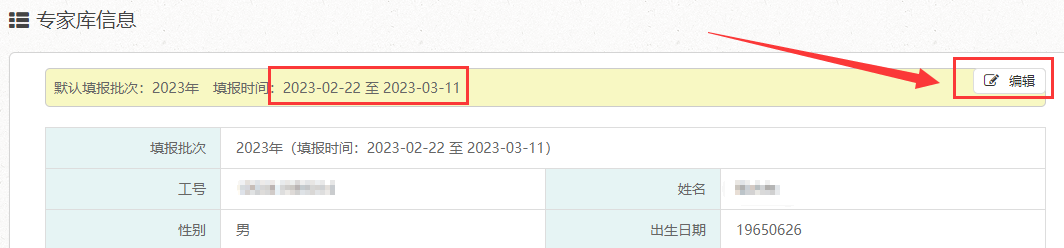 专家库信息
默认填报批次：2023年 填报时间：2023-02-22 至 2023-03-11 编辑
填报批次 2023年（填报时间：2023-02-22 至 2023-03-11）
工号 姓名
性别 男 出生日期 19650626